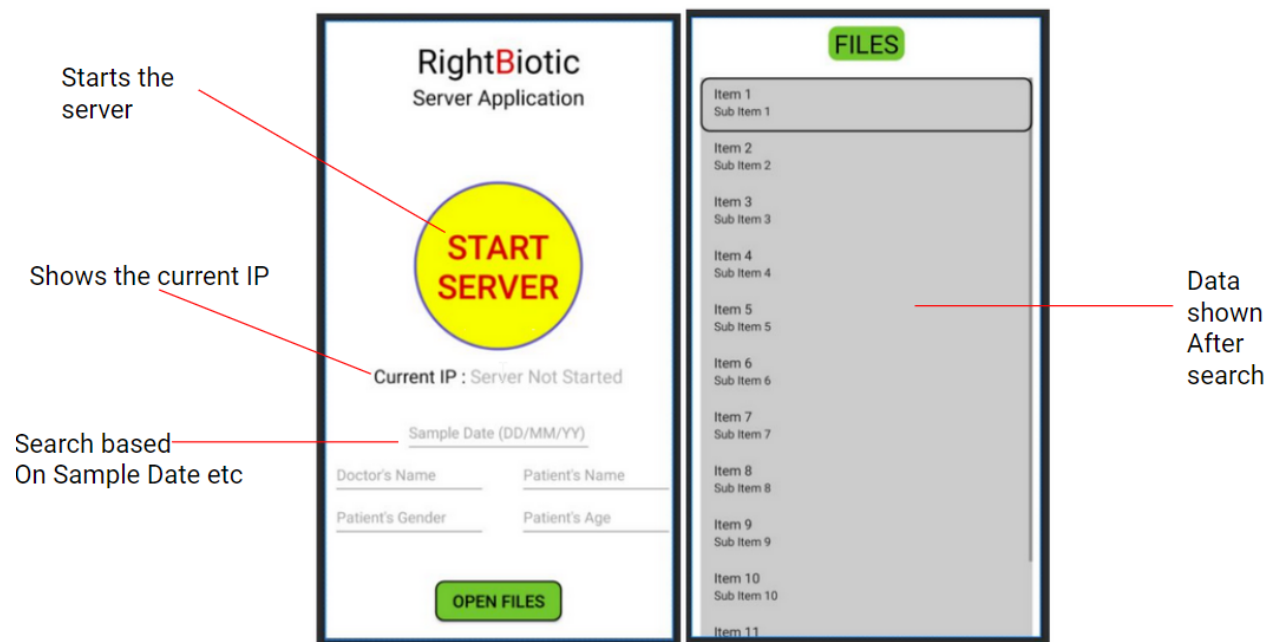 Starts the
server
Shows the current IP
Search based
On Sample Date etc
RightBiotic
Server Application
START
SERVER
Current IP : Server Not Started
Sample Date (DD/MM/YY)
Doctor's Name
Patient's Name
Patient's Gender
Patient's Age
OPEN FILES
FILES
Item 1
Sub Item 1
Item 2
Sub Item 2
Item 3
Sub Item 3
Item 4
Sub Item 4
Item 5
Sub Item 5
Item 6
Sub Item 6
Item 7
Sub Item 7
Item 8
Sub Item 8
Item 9
Sub Item 9
Item 10
Sub Item 10
Item 11
Data
shown
After
search